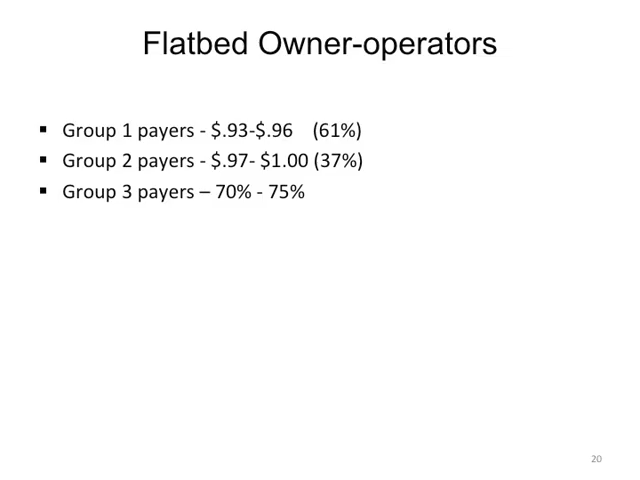 Flatbed Owner-operators
▪ Group 1 payers - $.93-$.96 (61%)
▪ Group 2 payers - $.97- $1.00 (37%)
▪ Group 3 payers – 70% - 75%
20